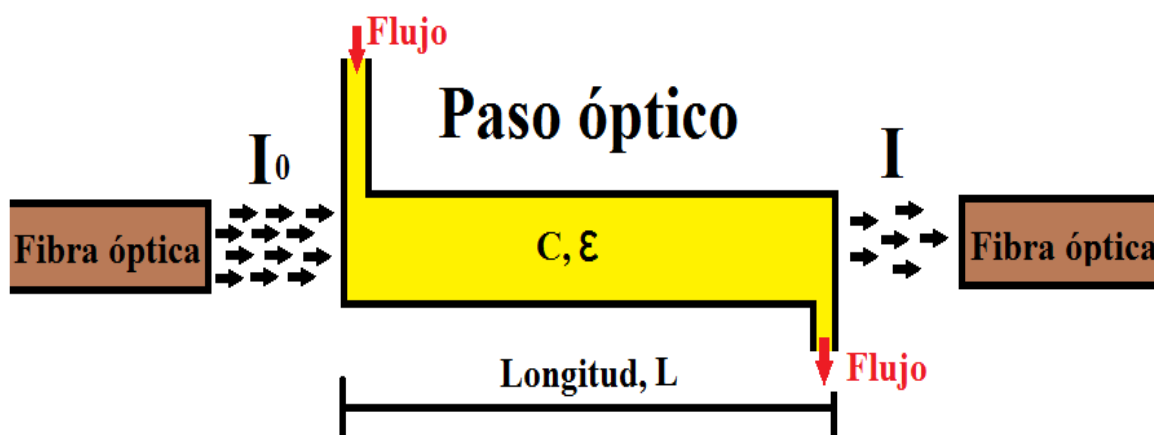 Flujo
Paso óptico
I0
I
Fibra óptica
C, ε
Fibra óptica
Longitud, L
Flujo